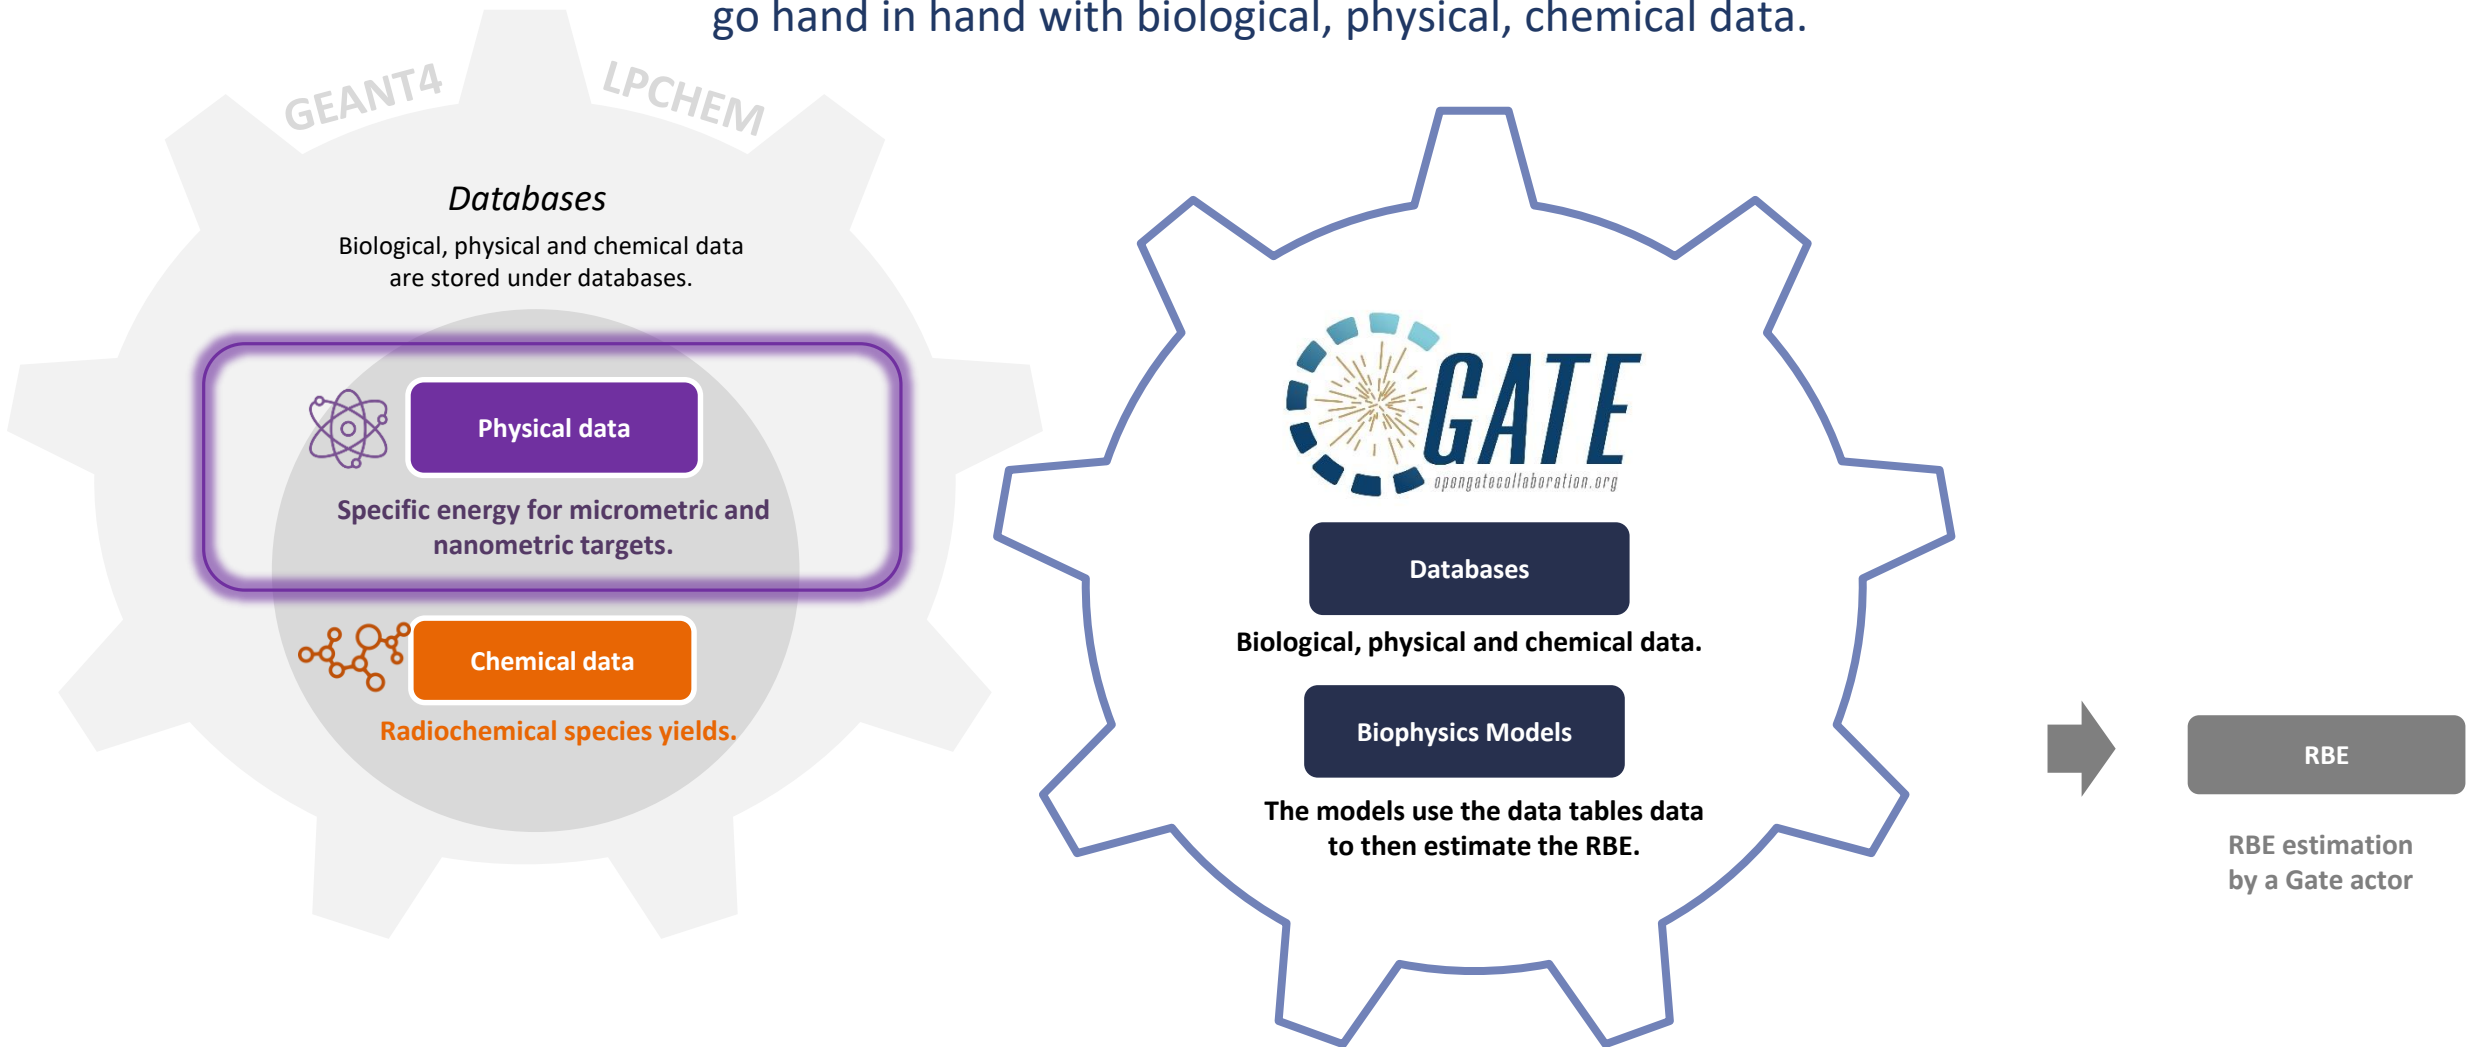 go hand in hand with biological, physical, chemical data.
GEANT4
LPCHEM
Databases
Biological, physical and chemical data
are stored under databases.
Physical data
Specific energy for micrometric and
nanometric targets.
Chemical data
Radiochemical species yields.
GATE
opengatecollaboration.org
Databases
Biological, physical and chemical data.
Biophysics Models
The models use the data tables data
to then estimate the RBE.
RBE
RBE estimation
by a Gate actor